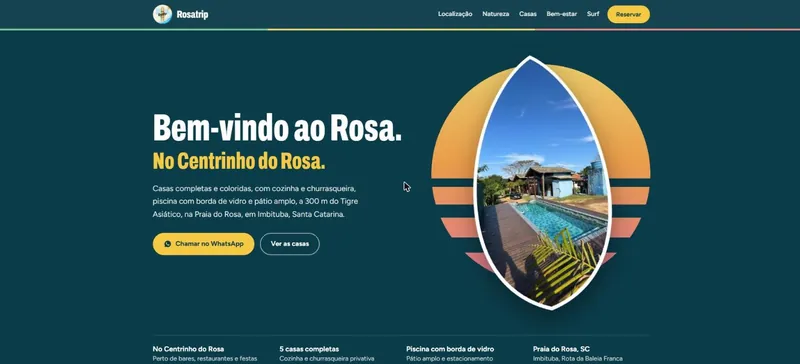 Rosatrip
Localização Natureza Casas Bem-estar Surf Reservar
Bem-vindo ao Rosa.
No Centrinho do Rosa.
Casas completas e coloridas, com cozinha e churrasqueira,
piscina com borda de vidro e pátio amplo, a 300 m do Tigre
Asiático, na Praia do Rosa, em Imbituba, Santa Catarina.
Chamar no WhatsApp Ver as casas
No Centrinho do Rosa 5 casas completas Piscina com borda de vidro Praia do Rosa, SC
Perto de bares, restaurantes e festas Cozinha e churrasqueira privativa Pátio amplo e estacionamento Imbituba, Rota da Baleia Franca